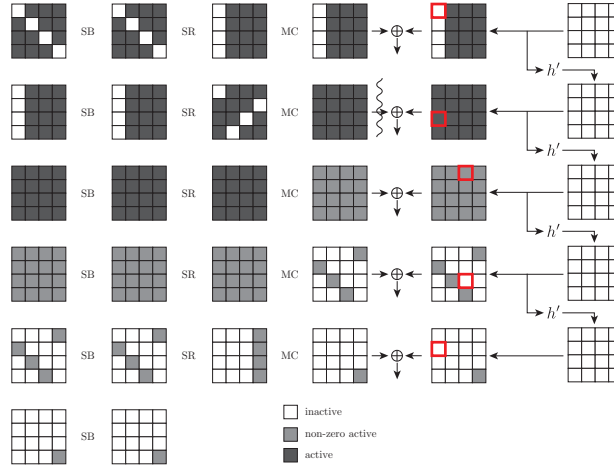 SB SR MC ⊕
h′
SB SR MC ⊕
h′
SB SR MC ⊕
h′
SB SR MC ⊕
h′
SB SR MC ⊕
SB
inactive
non-zero active
active